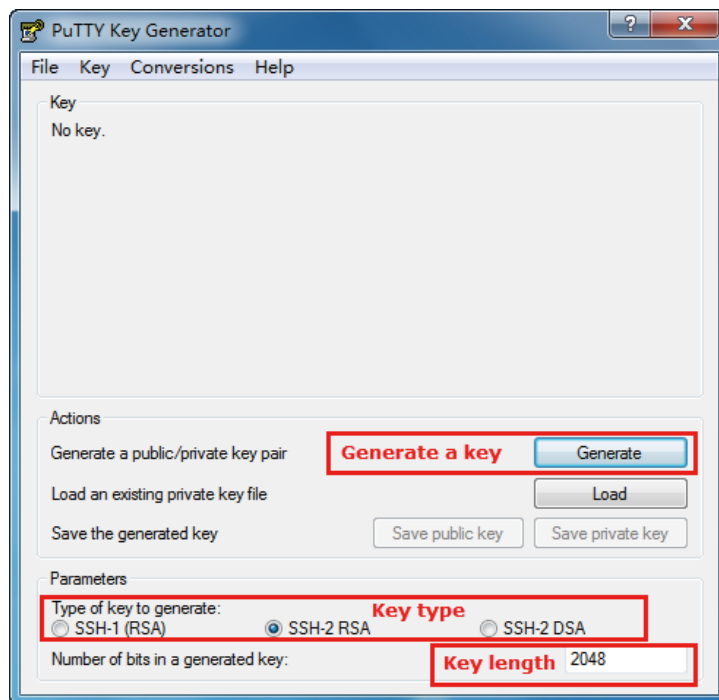 PuTTY Key Generator
File Key Conversions Help
Key
No key.
Actions
Generate a public/private key pair Generate a key Generate
Load an existing private key file Load
Save the generated key Save public key Save private key
Parameters
Type of key to generate: Key type
SSH-1 (RSA) SSH-2 RSA SSH-2 DSA
Number of bits in a generated key: Key length 2048